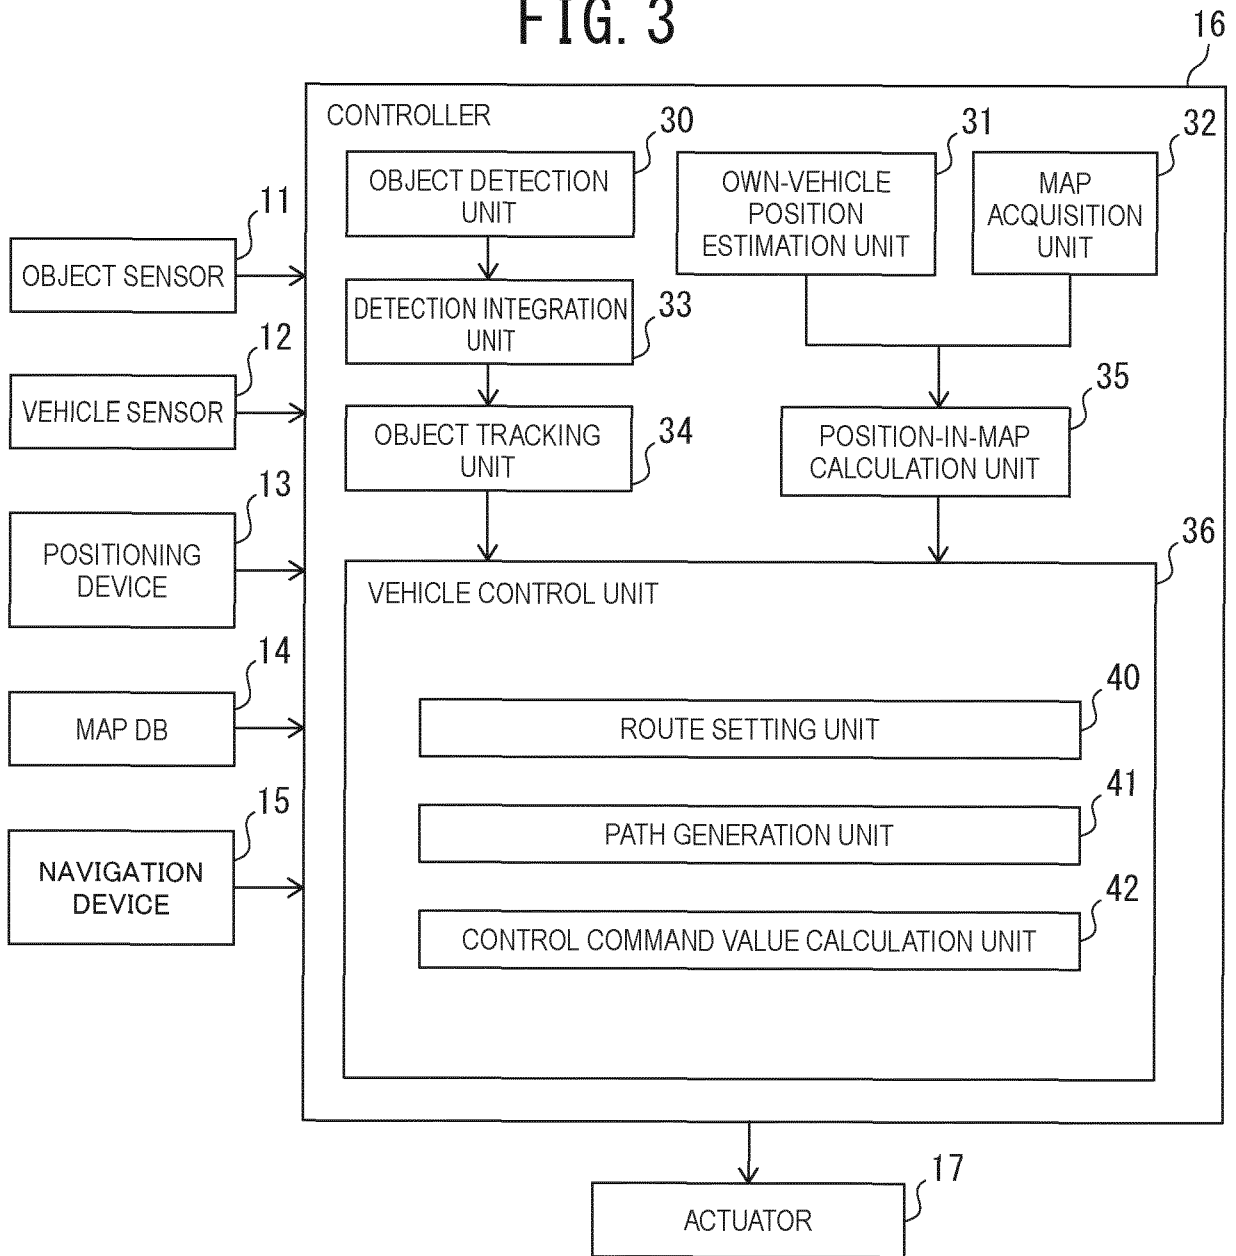 FIG. 3
16
CONTROLLER
30
OBJECT DETECTION
UNIT
31
OWN-VEHICLE
POSITION
ESTIMATION UNIT
32
MAP
ACQUISITION
UNIT
11
OBJECT SENSOR
33
DETECTION INTEGRATION
UNIT
12
VEHICLE SENSOR
34
OBJECT TRACKING
UNIT
35
POSITION-IN-MAP
CALCULATION UNIT
13
POSITIONING
DEVICE
36
VEHICLE CONTROL UNIT
14
MAP DB
40
ROUTE SETTING UNIT
15
NAVIGATION
DEVICE
41
PATH GENERATION UNIT
42
CONTROL COMMAND VALUE CALCULATION UNIT
17
ACTUATOR